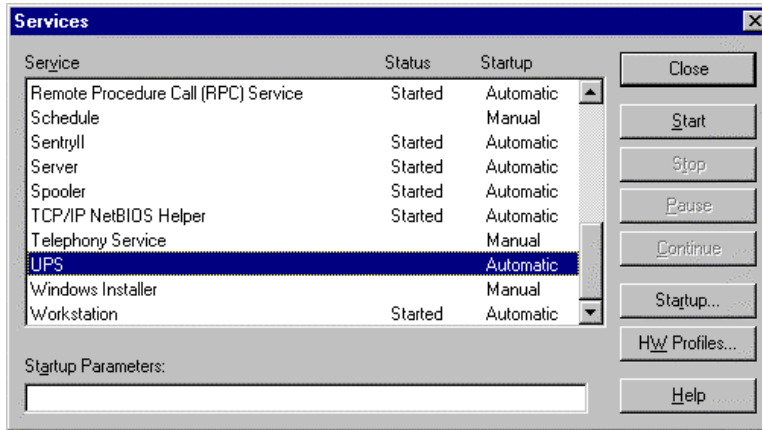 Services
Service Status Startup
Remote Procedure Call (RPC) Service Started Automatic
Schedule Manual
SentryII Started Automatic
Server Started Automatic
Spooler Started Automatic
TCP/IP NetBIOS Helper Started Automatic
Telephony Service Manual
UPS Automatic
Windows Installer Manual
Workstation Started Automatic
Startup Parameters:
Close
Start
Stop
Pause
Continue
Startup...
HW Profiles...
Help